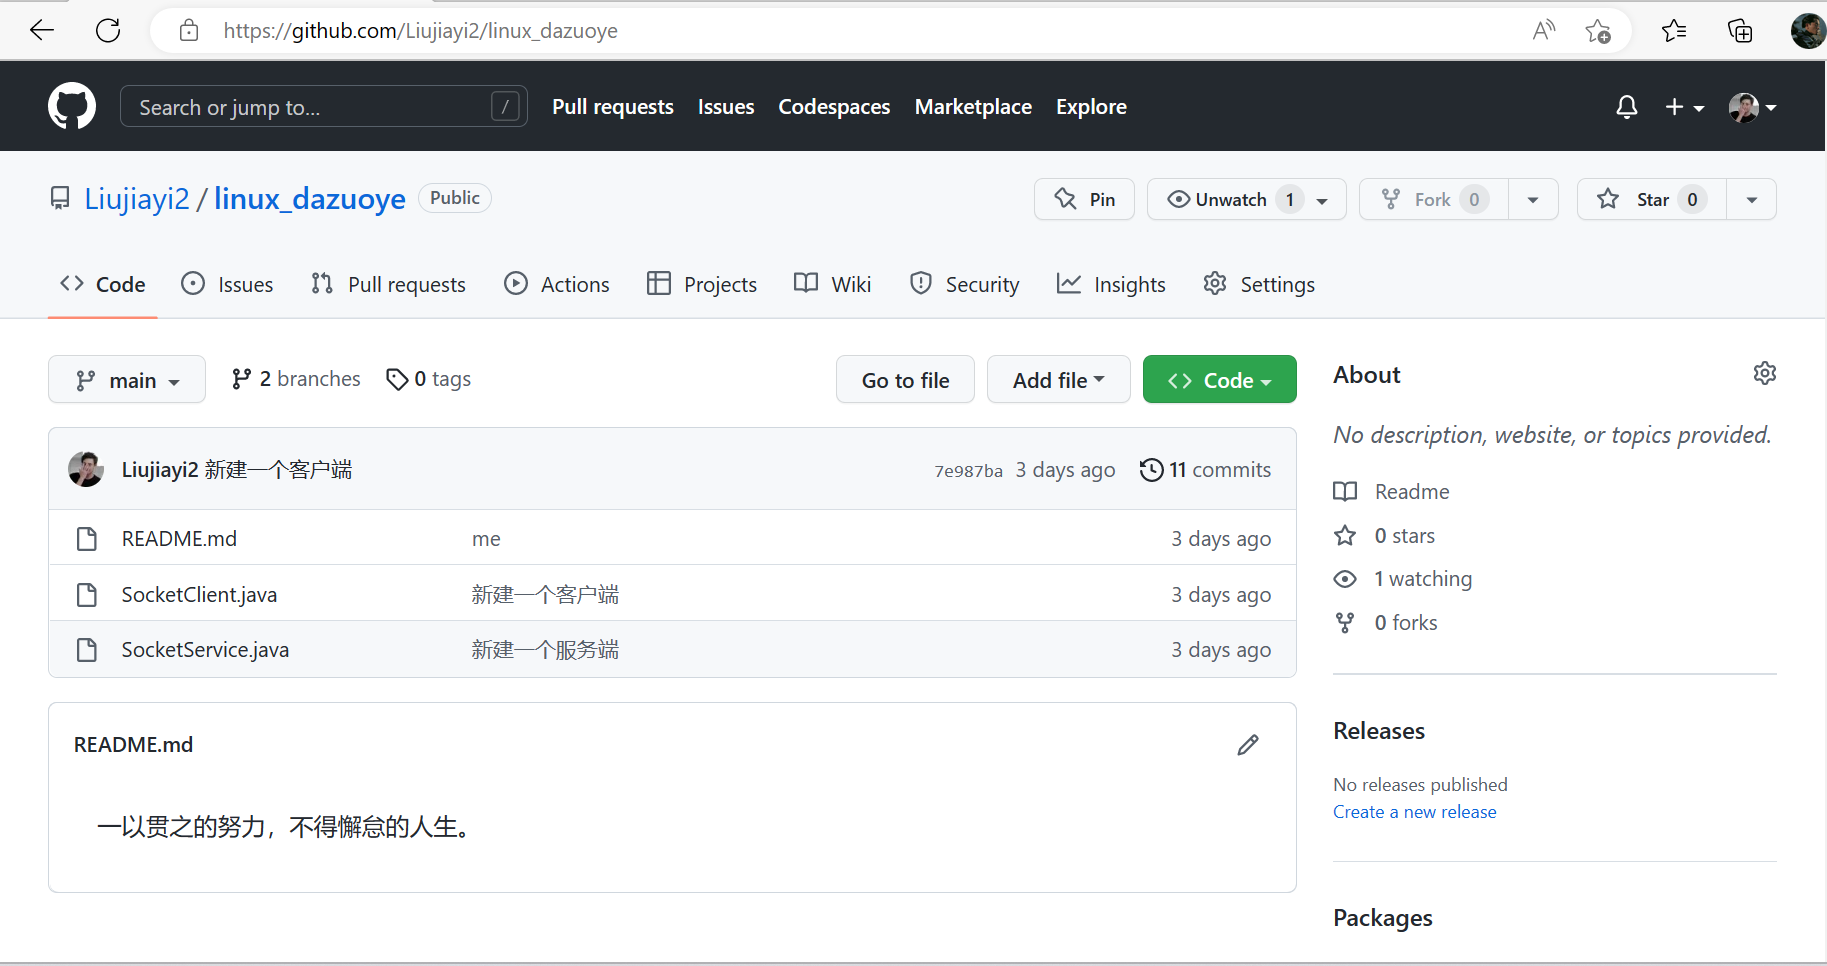 https://github.com/Liujiayi2/linux_dazuoye
Search or jump to... / Pull requests Issues Codespaces Marketplace Explore
Liujiayi2 / linux_dazuoye Public Pin Unwatch 1 Fork 0 Star 0
Code Issues Pull requests Actions Projects Wiki Security Insights Settings
main 2 branches 0 tags Go to file Add file Code
Liujiayi2 新建一个客户端 7e987ba 3 days ago 11 commits
README.md me 3 days ago
SocketClient.java 新建一个客户端 3 days ago
SocketService.java 新建一个服务端 3 days ago
README.md
一以贯之的努力，不得懈怠的人生。
About
No description, website, or topics provided.
Readme
0 stars
1 watching
0 forks
Releases
No releases published
Create a new release
Packages